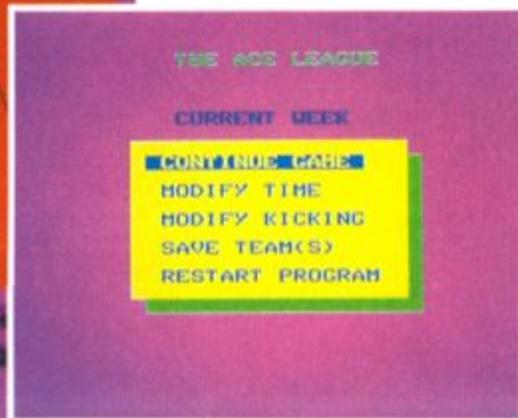 THE ACE LEAGUE
CURRENT WEEK
CONTINUE GAME
MODIFY TIME
MODIFY KICKING
SAVE TEAM(S)
RESTART PROGRAM